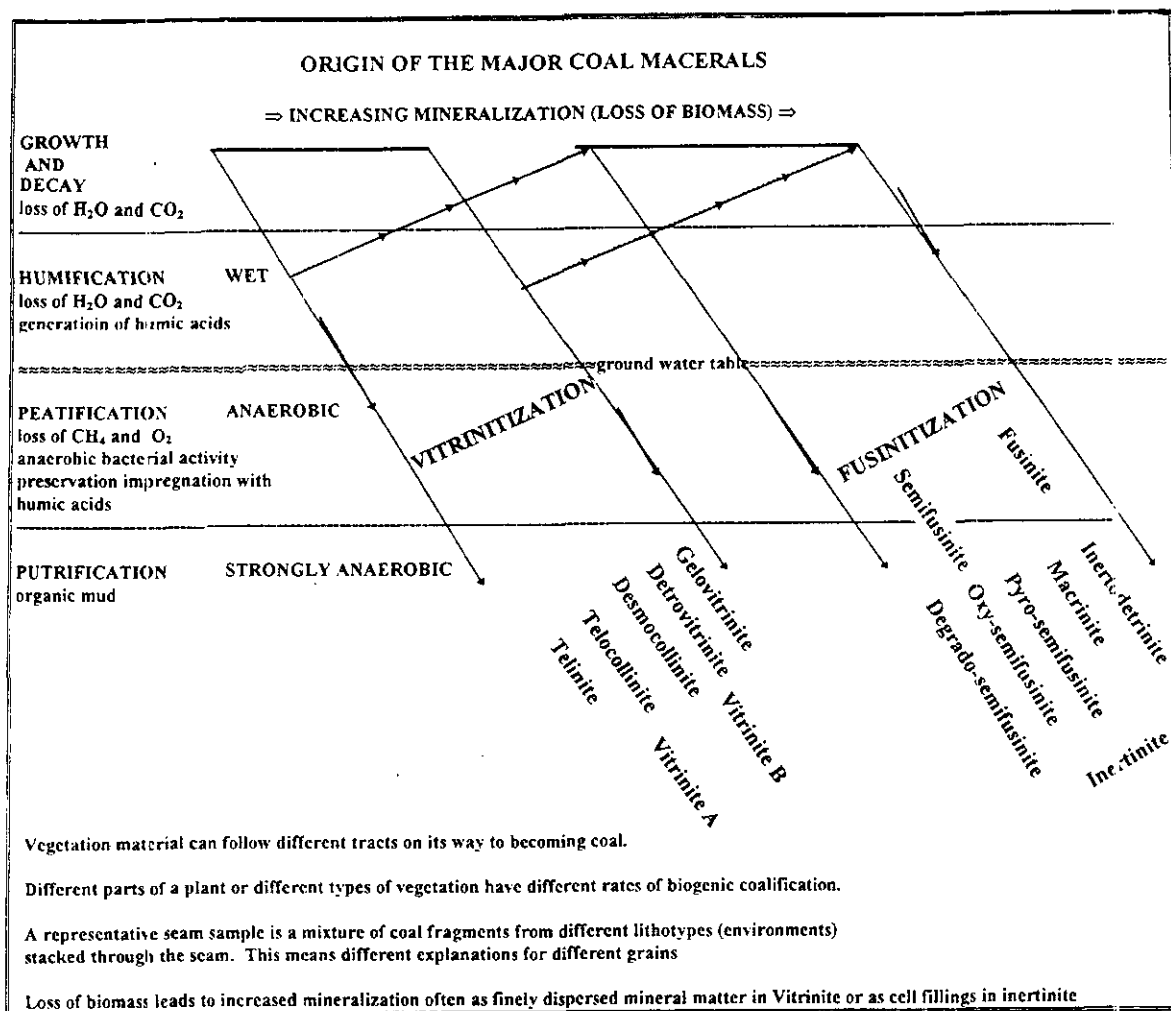 ORIGIN OF THE MAJOR COAL MACERALS
⇒ INCREASING MINERALIZATION (LOSS OF BIOMASS) ⇒
GROWTH
AND
DECAY
loss of H₂O and CO₂
HUMIFICATION WET
loss of H₂O and CO₂
generatioin of humic acids
ground water table
PEATIFICATION ANAEROBIC
loss of CH₄ and O₂
anaerobic bacterial activity
preservation impregnation with
humic acids
VITRINITIZATION
FUSINITIZATION
Fusinite
Semifusinite
PUTRIFICATION STRONGLY ANAEROBIC
organic mud
Gelovitrinite
Detrovitrinite
Desmocollinite
Telocollinite
Telinite
Vitrinite B
Vitrinite A
Inertodetrinite
Macrinite
Pyro-semifusinite
Oxy-semifusinite
Degrado-semifusinite
Inertinite
Vegetation material can follow different tracts on its way to becoming coal.
Different parts of a plant or different types of vegetation have different rates of biogenic coalification.
A representative seam sample is a mixture of coal fragments from different lithotypes (environments)
stacked through the seam. This means different explanations for different grains
Loss of biomass leads to increased mineralization often as finely dispersed mineral matter in Vitrinite or as cell fillings in inertinite